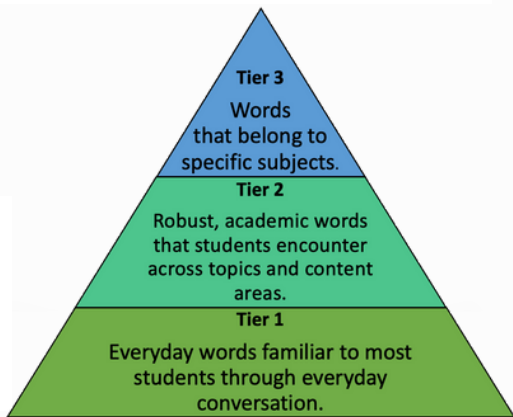 Tier 3
Words
that belong to
specific subjects.
Tier 2
Robust, academic words
that students encounter
across topics and content
areas.
Tier 1
Everyday words familiar to most
students through everyday
conversation.